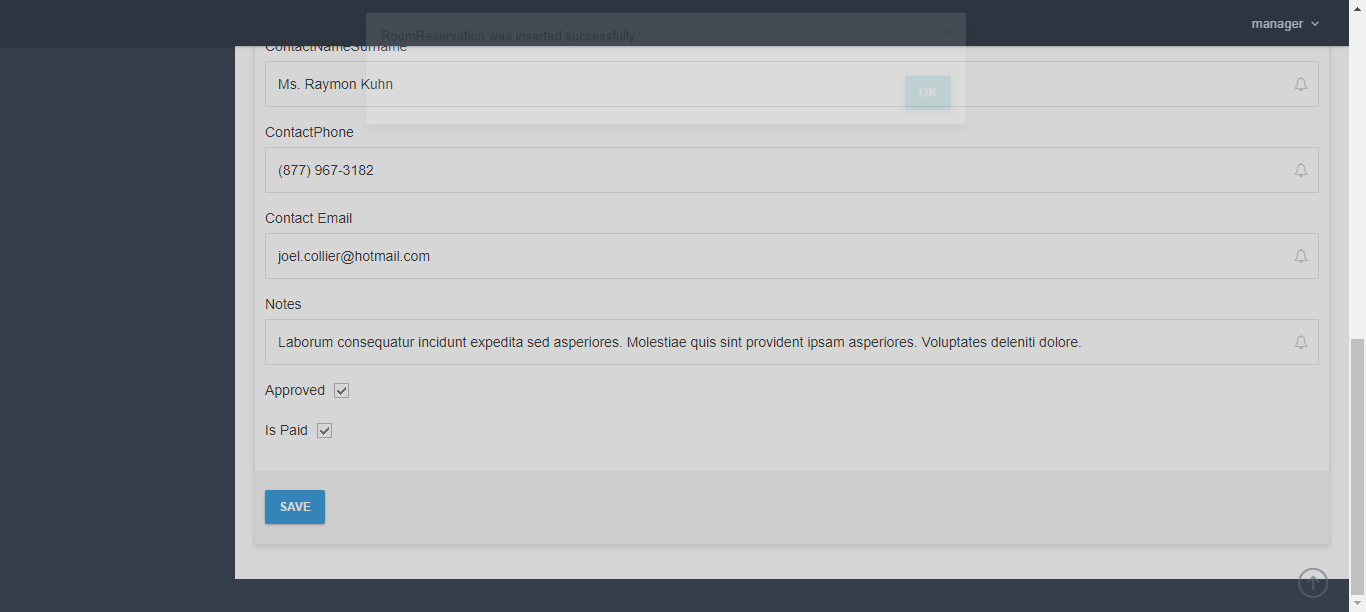 manager
RoomReservation was inserted successfully
ContactNameSurname
Ms. Raymon Kuhn
OK
ContactPhone
(877) 967-3182
Contact Email
joel.collier@hotmail.com
Notes
Laborum consequatur incidunt expedita sed asperiores. Molestiae quis sint provident ipsam asperiores. Voluptates deleniti dolore.
Approved
Is Paid
SAVE